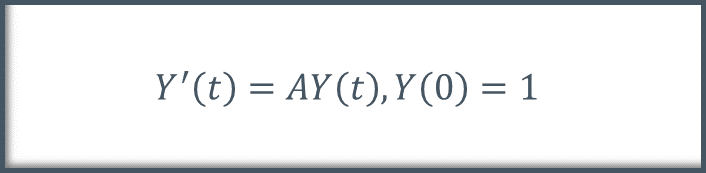 Y′(t) = AY(t), Y(0) = 1